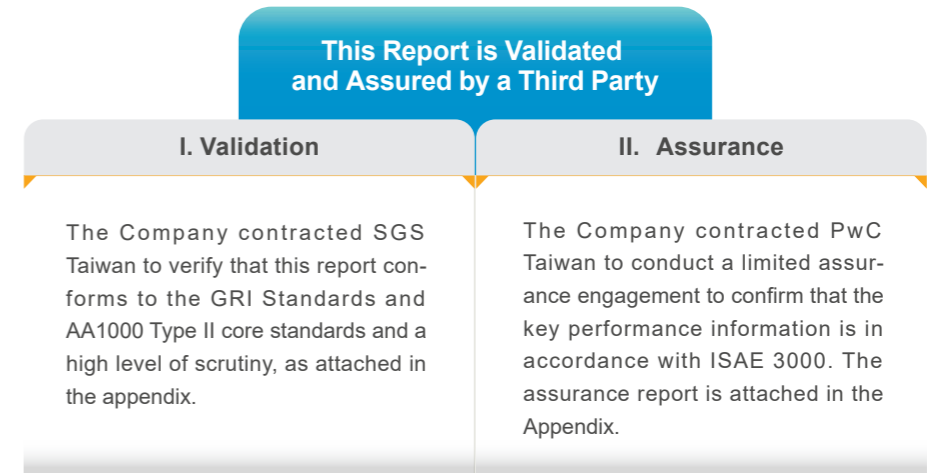 This Report is Validated
and Assured by a Third Party
I. Validation
The Company contracted SGS
Taiwan to verify that this report con-
forms to the GRI Standards and
AA1000 Type II core standards and a
high level of scrutiny, as attached in
the appendix.
II. Assurance
The Company contracted PwC
Taiwan to conduct a limited assur-
ance engagement to confirm that the
key performance information is in
accordance with ISAE 3000. The
assurance report is attached in the
Appendix.